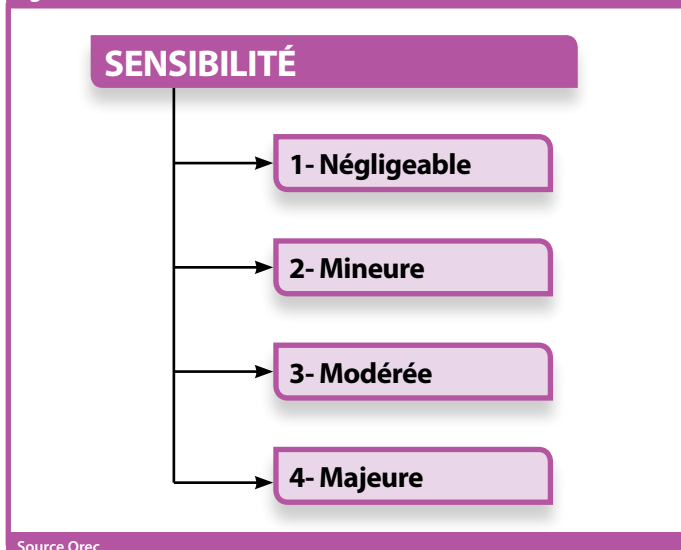 SENSIBILITÉ
1- Négligeable
2- Mineure
3- Modérée
4- Majeure
Source Orec